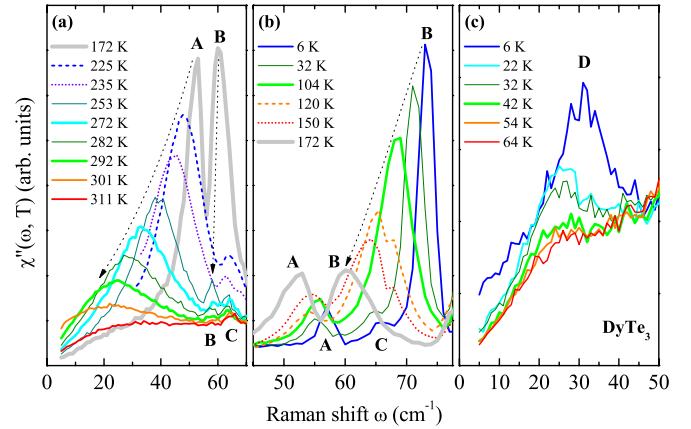 (a)
172 K
225 K
235 K
253 K
272 K
282 K
292 K
301 K
311 K
A
B
B
C
(b)
6 K
32 K
104 K
120 K
150 K
172 K
B
A
B
A
C
(c)
6 K
22 K
32 K
42 K
54 K
64 K
D
DyTe3
χ''(ω, T) (arb. units)
0 20 40 60
50 60 70
0 10 20 30 40 50
Raman shift ω (cm-1)